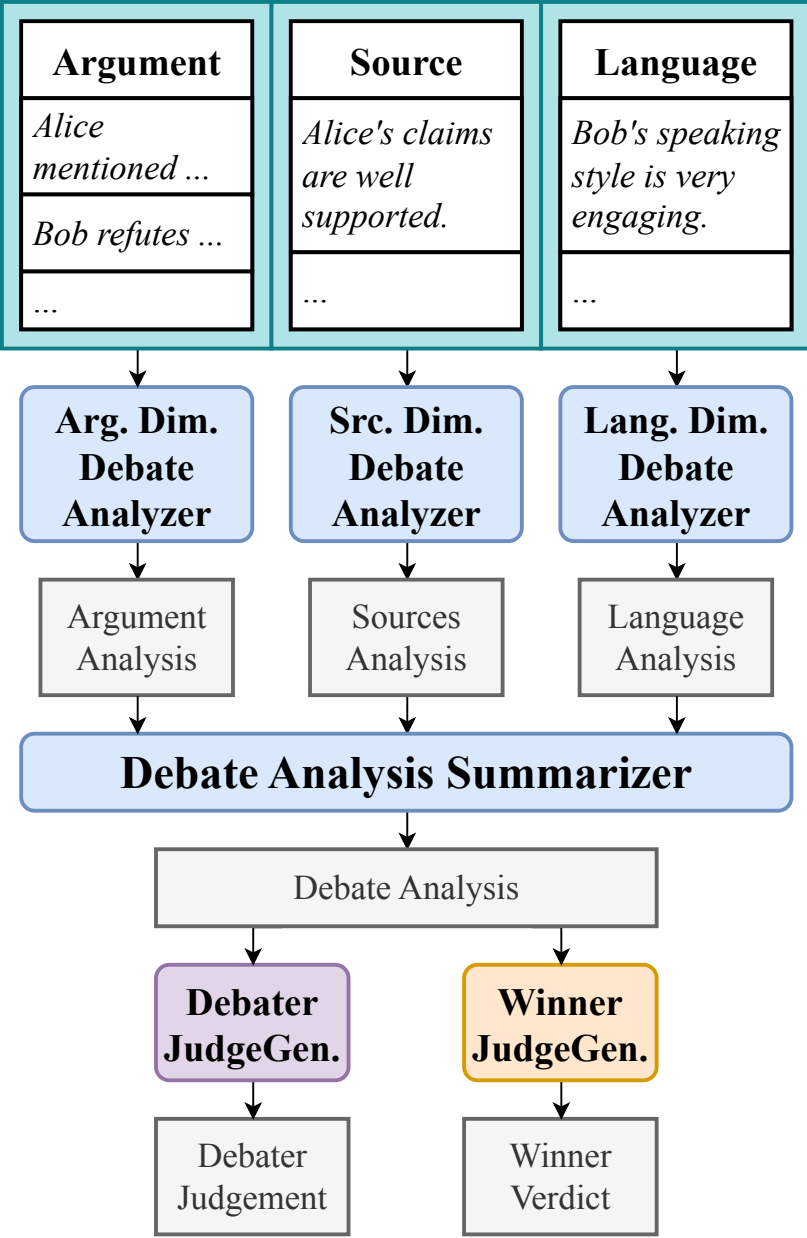 Argument
Alice
mentioned ...
Bob refutes ...
...
Source
Alice's claims
are well
supported.
...
Language
Bob's speaking
style is very
engaging.
...
Arg. Dim.
Debate
Analyzer
Src. Dim.
Debate
Analyzer
Lang. Dim.
Debate
Analyzer
Argument
Analysis
Sources
Analysis
Language
Analysis
Debate Analysis Summarizer
Debate Analysis
Debater
JudgeGen.
Winner
JudgeGen.
Debater
Judgement
Winner
Verdict